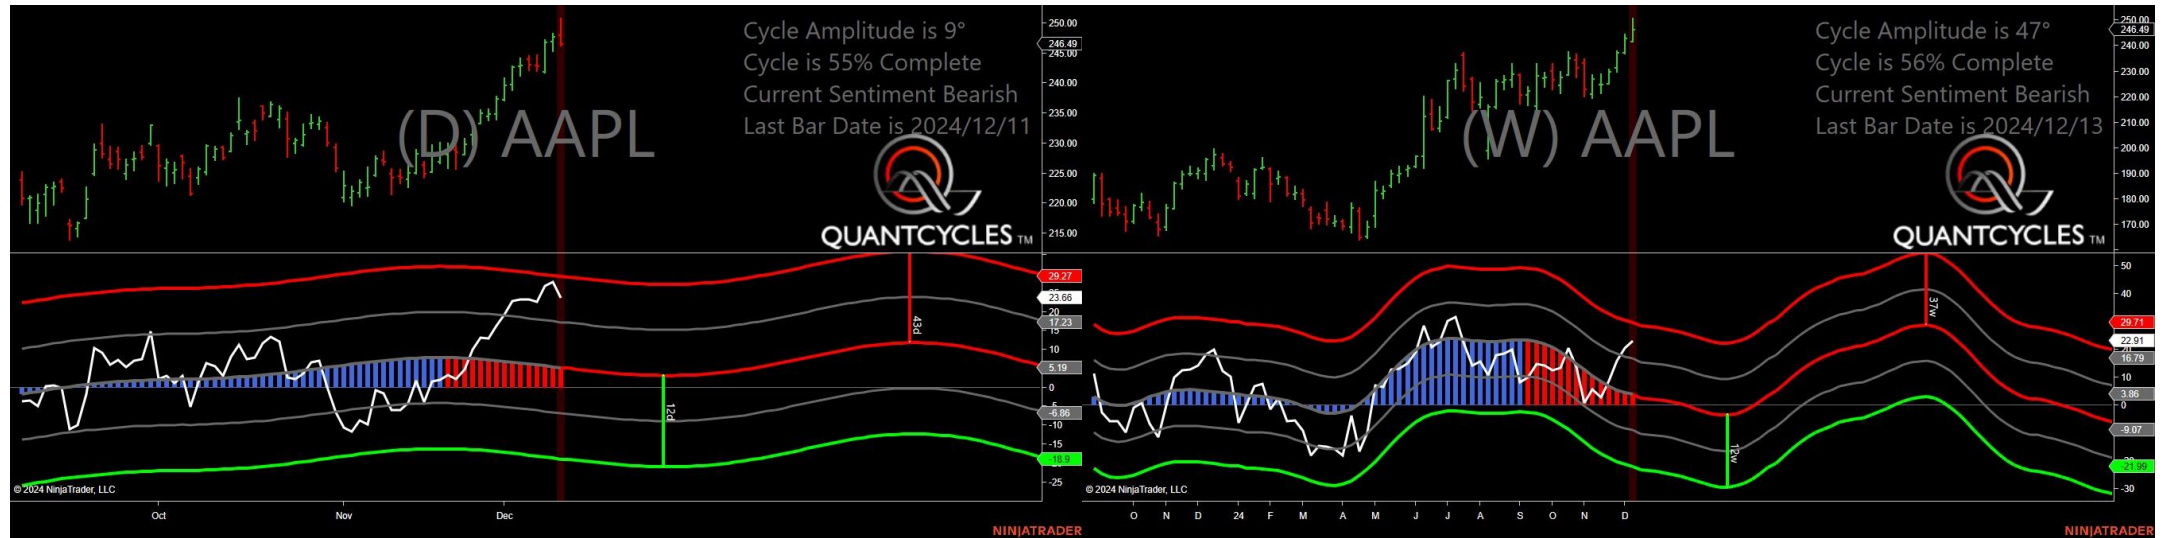 Cycle Amplitude is 9°
Cycle is 55% Complete
Current Sentiment Bearish
Last Bar Date is 2024/12/11
(D) AAPL
QUANTCYCLES TM
250.00
246.49
245.00
240.00
235.00
230.00
225.00
220.00
215.00
29.27
23.66
20
17.23
15
10
5.19
0
-6.86
-10
-15
-18.9
-25
43d
12d
© 2024 NinjaTrader, LLC
Oct Nov Dec
NINJATRADER
Cycle Amplitude is 47°
Cycle is 56% Complete
Current Sentiment Bearish
Last Bar Date is 2024/12/13
(W) AAPL
QUANTCYCLES TM
250.00
246.49
240.00
230.00
220.00
210.00
200.00
190.00
180.00
170.00
50
40
29.71
22.91
16.79
10
3.86
0
-9.07
-21.99
-30
37w
12w
© 2024 NinjaTrader, LLC
O N D 24 F M A M J J A S O N D
NINJATRADER